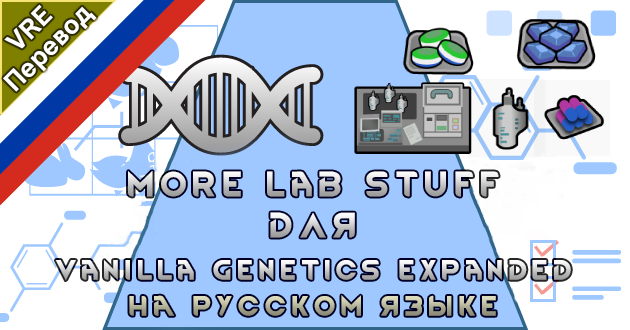 VRE
Перевод
MORE LAB STUFF
ДЛЯ
VANILLA GENETICS EXPANDED
НА РУССКОМ ЯЗЫКЕ